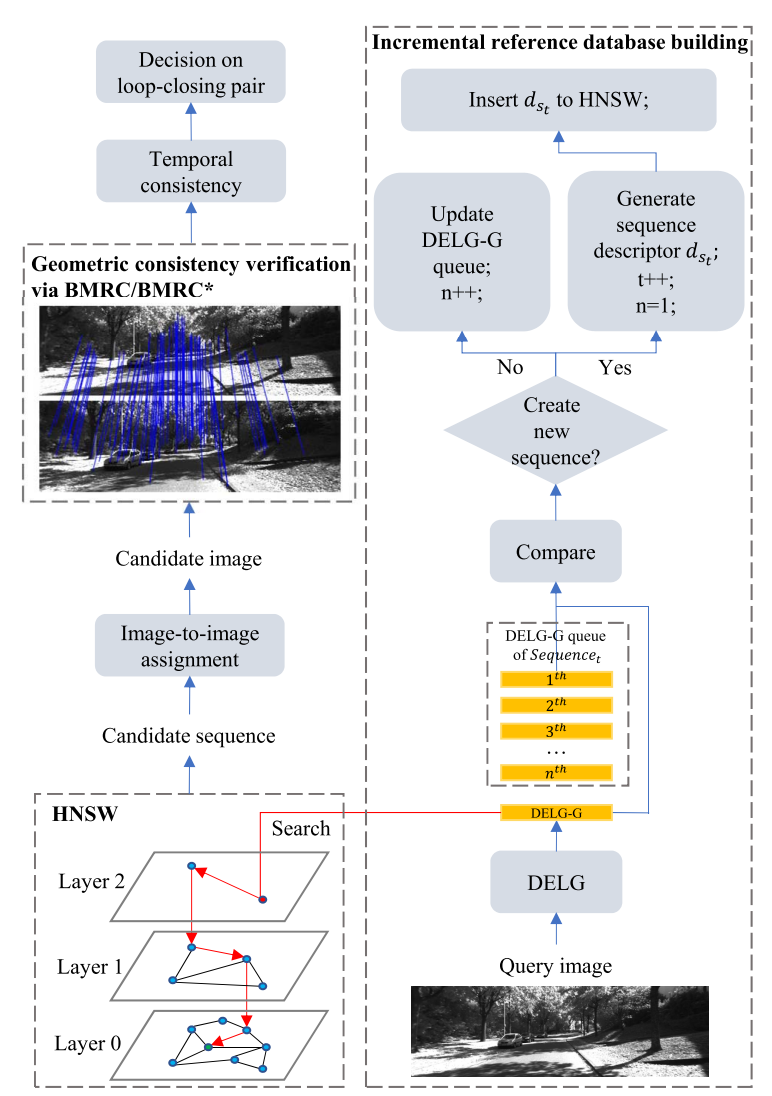 Decision on
loop-closing pair
Temporal
consistency
Geometric consistency verification
via BMRC/BMRC*
Candidate image
Image-to-image
assignment
Candidate sequence
HNSW
Search
Layer 2
Layer 1
Layer 0
Incremental reference database building
Insert $d_{s_t}$ to HNSW;
Update
DELG-G
queue;
n++;
Generate
sequence
descriptor $d_{s_t}$;
t++;
n=1;
No
Yes
Create
new
sequence?
Compare
DELG-G queue
of $Sequence_t$
$1^{th}$
$2^{th}$
$3^{th}$
...
$n^{th}$
DELG-G
DELG
Query image